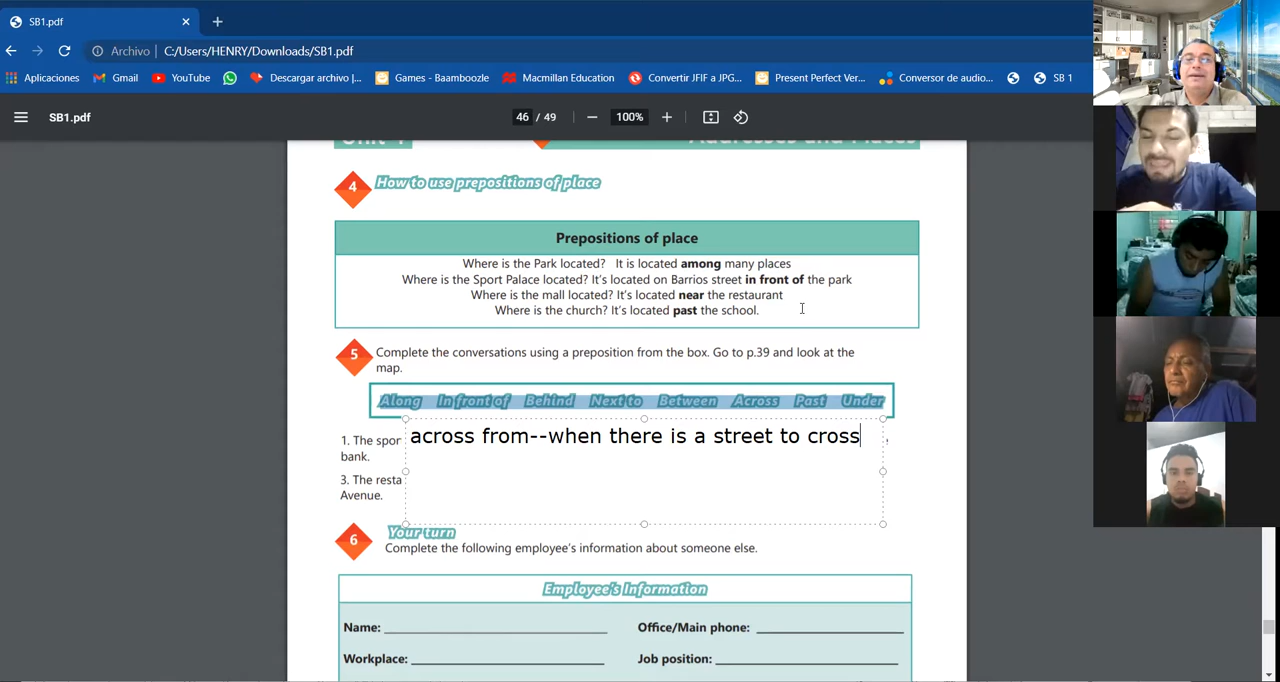 SB1.pdf
Archivo | C:/Users/HENRY/Downloads/SB1.pdf
Aplicaciones Gmail YouTube Descargar archivo |... Games - Baamboozle Macmillan Education Convertir JFIF a JPG... Present Perfect Ver... Conversor de audio... SB 1
SB1.pdf 46 / 49 100%
Unit 4 Addresses and Places
4 How to use prepositions of place
Prepositions of place
Where is the Park located? It is located among many places
Where is the Sport Palace located? It's located on Barrios street in front of the park
Where is the mall located? It's located near the restaurant
Where is the church? It's located past the school.
5 Complete the conversations using a preposition from the box. Go to p.39 and look at the
map.
Along In front of Behind Next to Between Across Past Under
across from--when there is a street to cross
1. The spor
bank.
3. The resta
Avenue.
6 Your turn
Complete the following employee's information about someone else.
Employee's Information
Name: Office/Main phone:
Workplace: Job position: